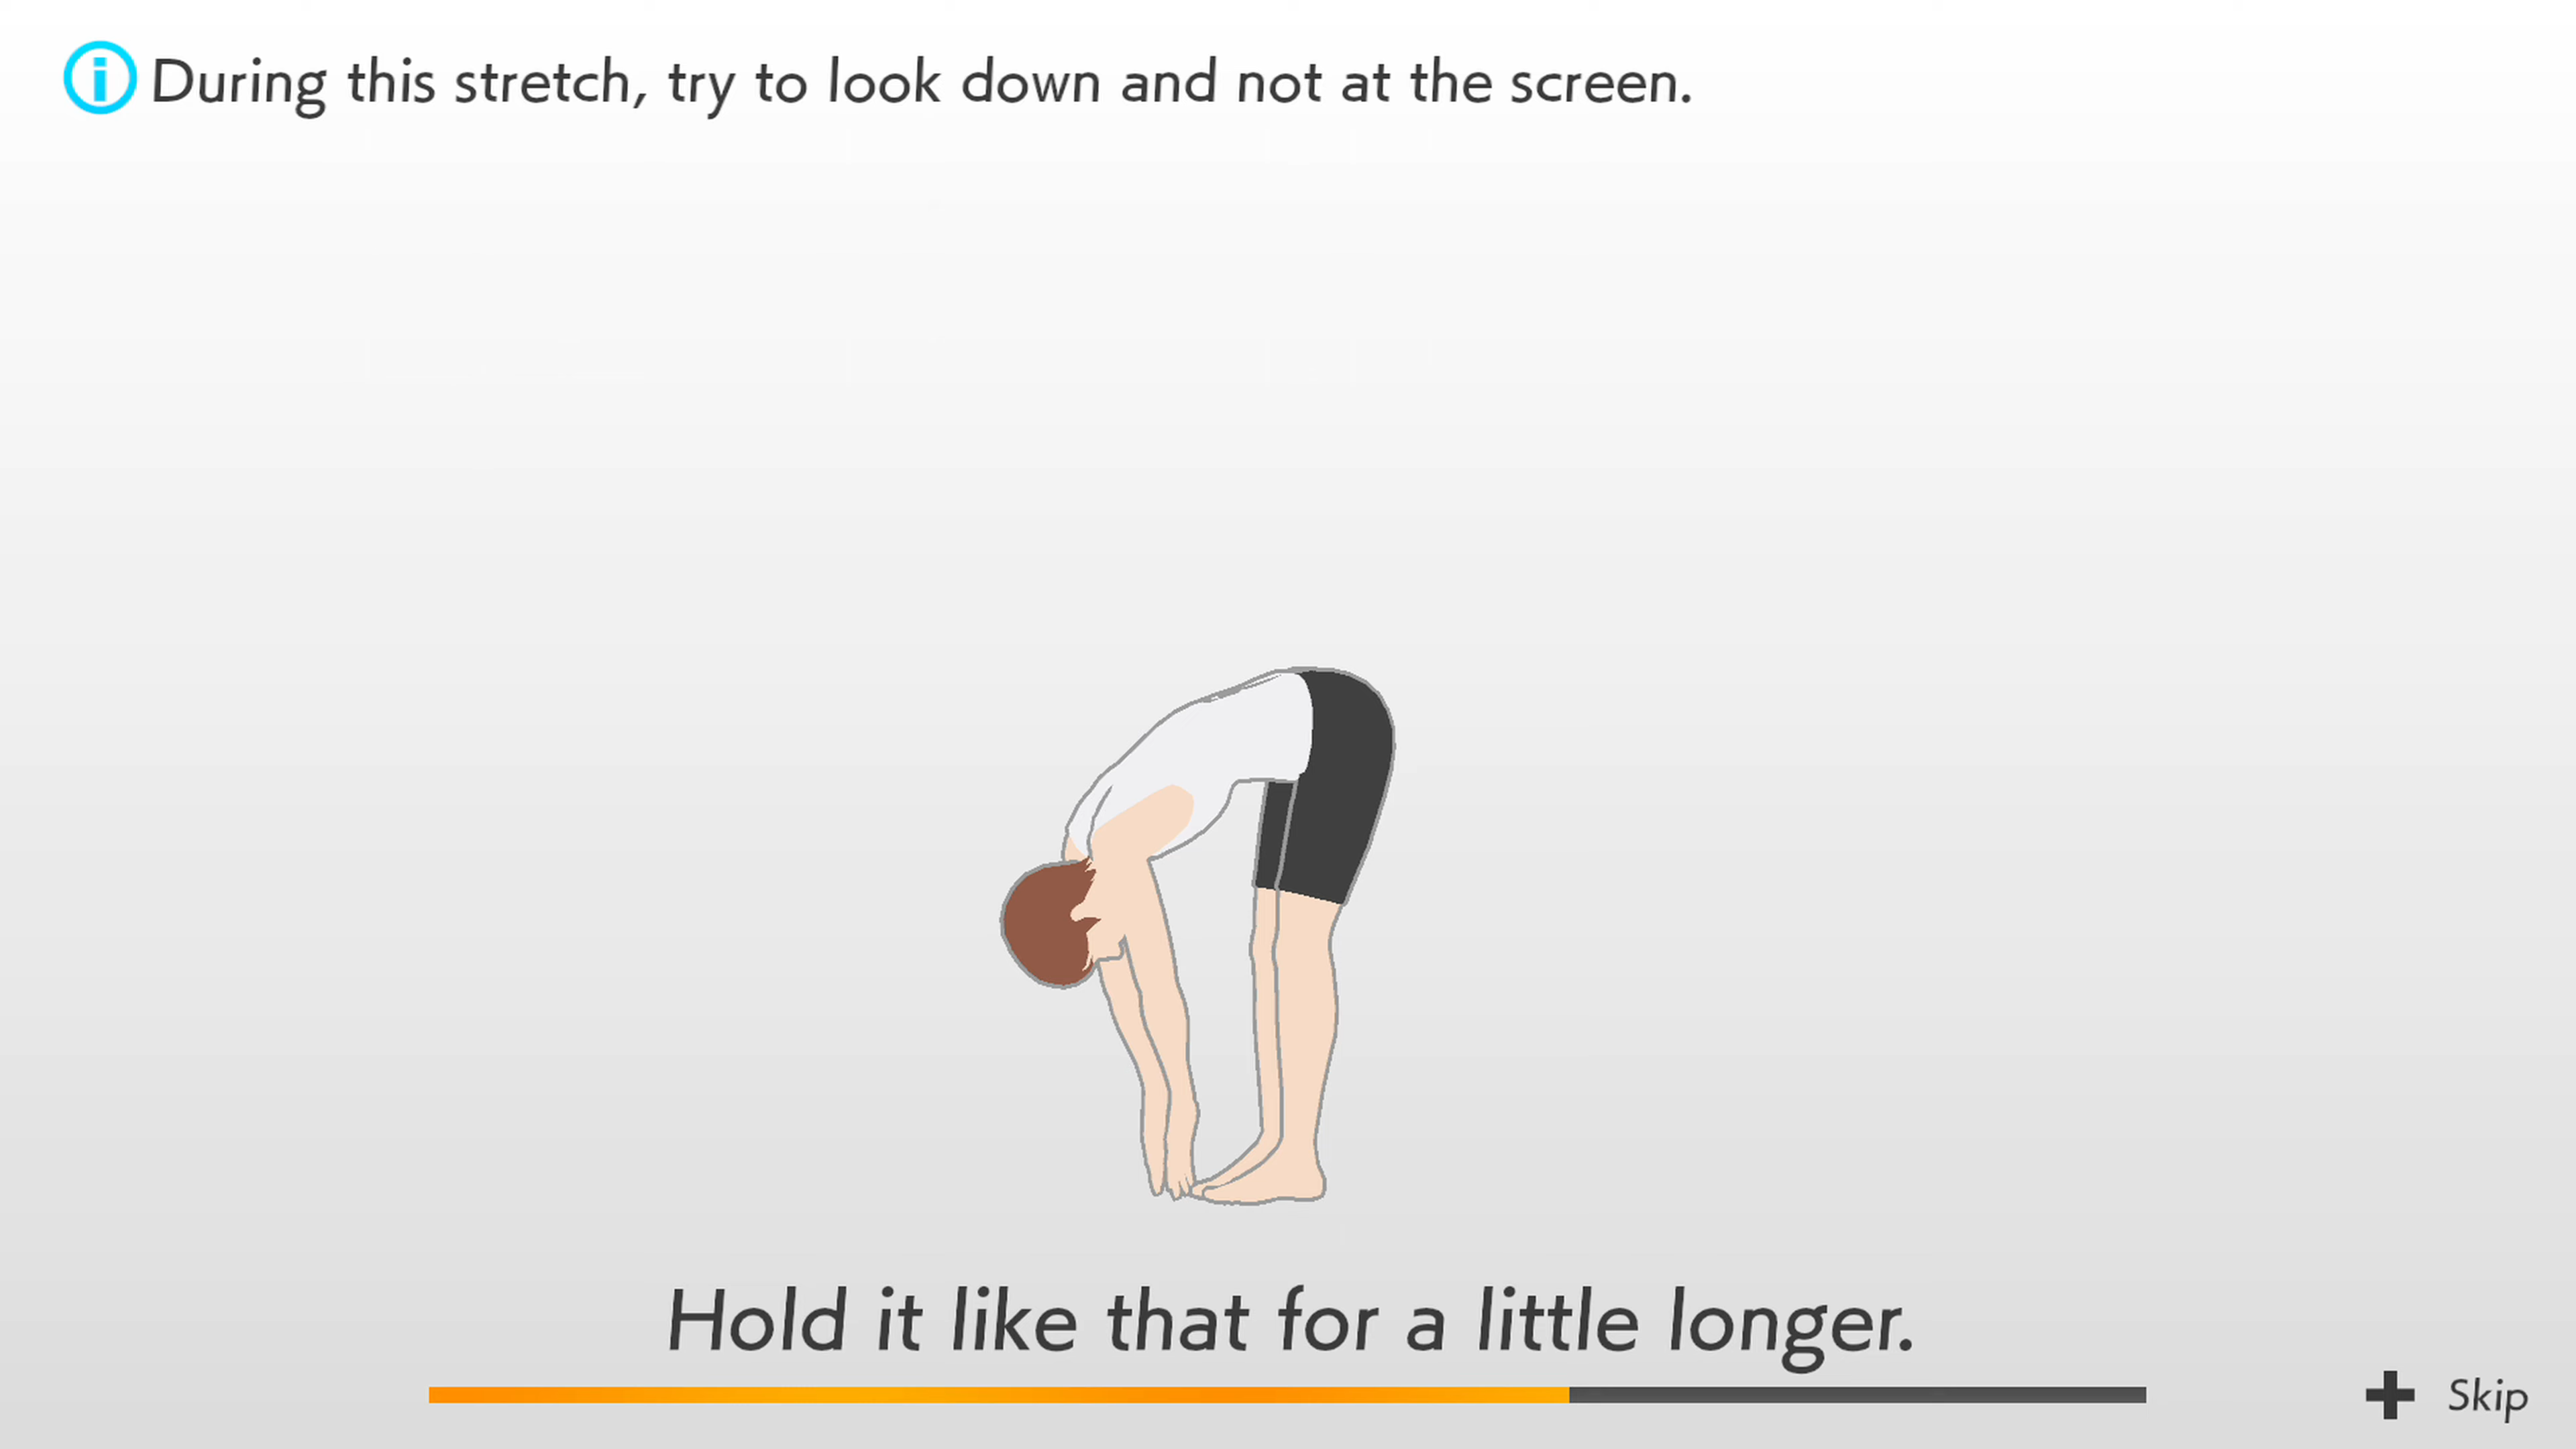 During this stretch, try to look down and not at the screen.
Hold it like that for a little longer.
Skip